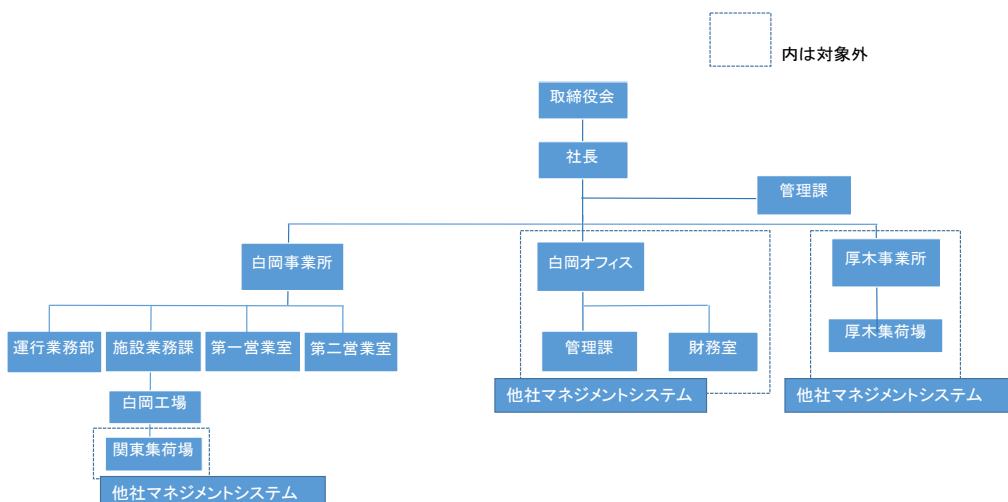 内は対象外
取締役会
社長
管理課
白岡事業所
白岡オフィス
厚木事業所
運行業務部
施設業務課
第一営業室
第二営業室
管理課
財務室
厚木集荷場
他社マネジメントシステム
他社マネジメントシステム
白岡工場
関東集荷場
他社マネジメントシステム